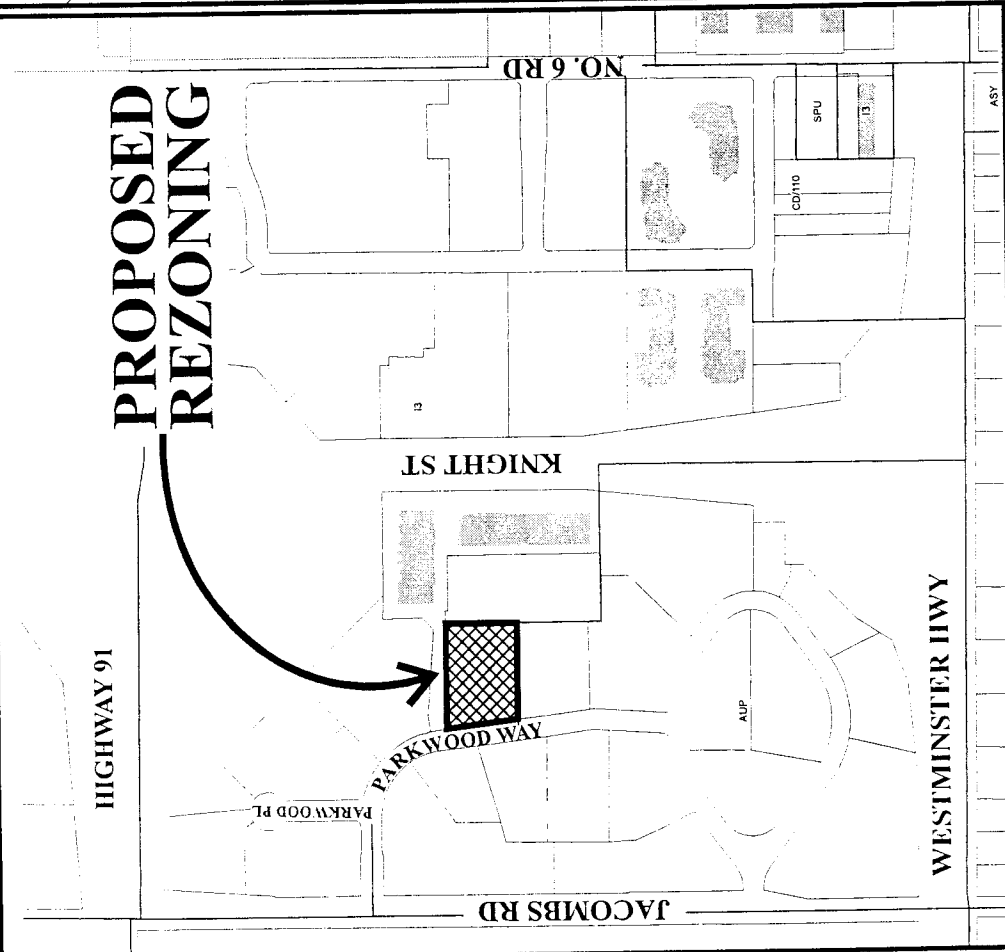 NO. 6 RD
ASY
SPU
I3
CD/110
PROPOSED
REZONING
I3
KNIGHT ST
HIGHWAY 91
PARKWOOD WAY
PARKWOOD PL
AUP
WESTMINSTER HWY
JACOMBS RD